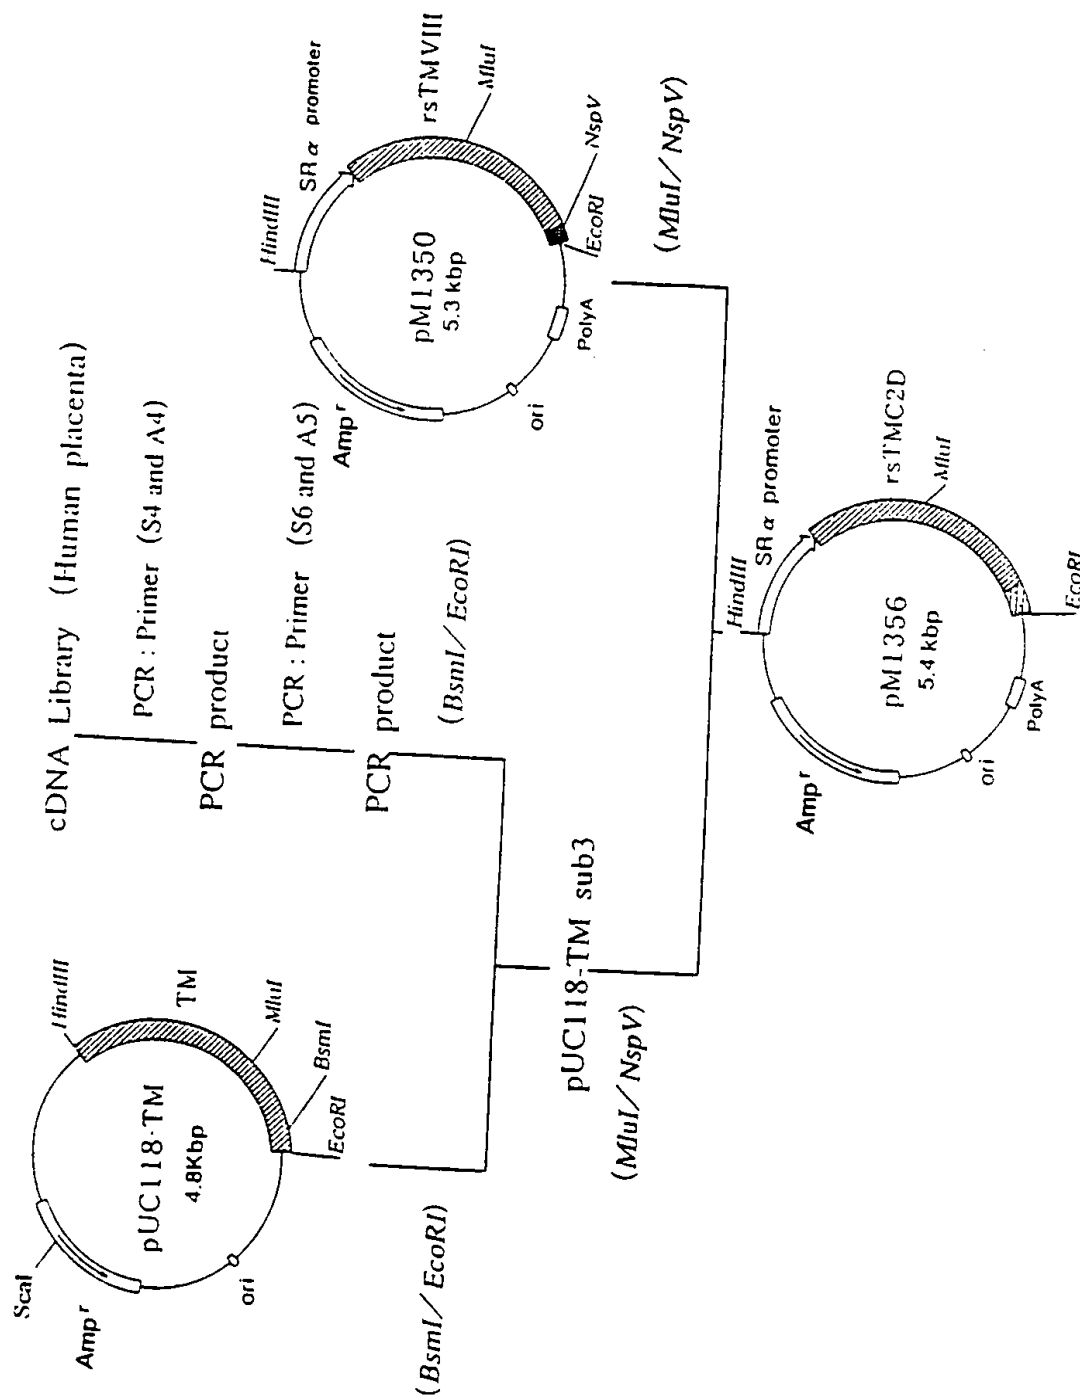 cDNA Library (Human placenta)
PCR : Primer (S4 and A4)
PCR product
PCR : Primer (S6 and A5)
PCR product
(BsmI/EcoRI)
ScaI
HindIII
TM
MluI
BsmI
EcoRI
pUC118-TM
4.8Kbp
Ampr
ori
(BsmI/EcoRI)
HindIII
SRα promoter
rsTMVIII
MluI
NspV
EcoRI
pM1350
5.3 kbp
PolyA
ori
Ampr
(MluI/NspV)
pUC118-TM sub3
(MluI/NspV)
HindIII
SRα promoter
rsTMC2D
MluI
EcoRI
pM1356
5.4 kbp
PolyA
ori
Ampr